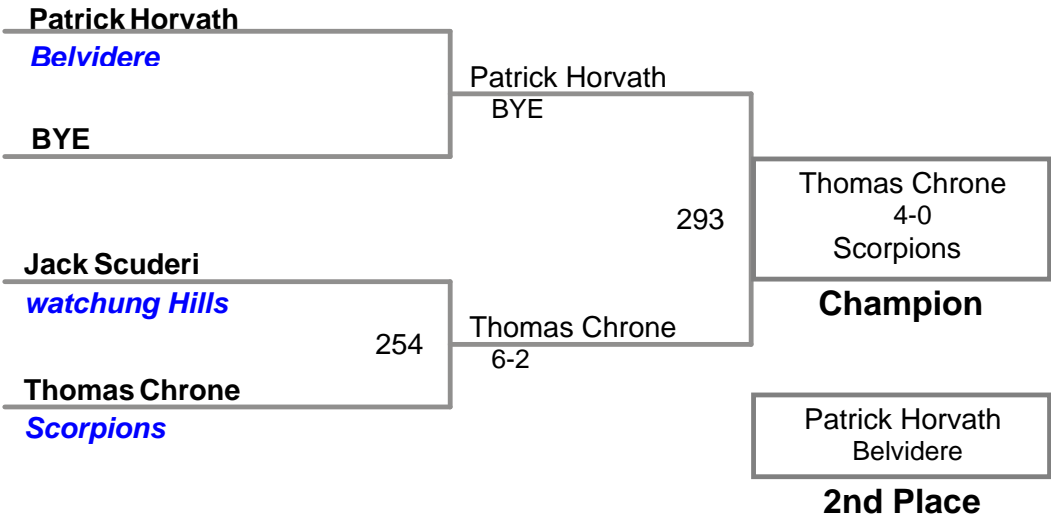 Patrick Horvath
Belvidere
BYE
Patrick Horvath
BYE
Jack Scuderi
watchung Hills
254
Thomas Chrone
Scorpions
Thomas Chrone
6-2
293
Thomas Chrone
4-0
Scorpions
Champion
Patrick Horvath
Belvidere
2nd Place